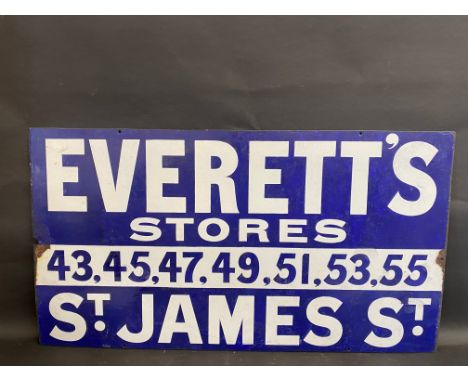 EVERETT'S
STORES
43,45,47,49,51,53,55
ST. JAMES ST.